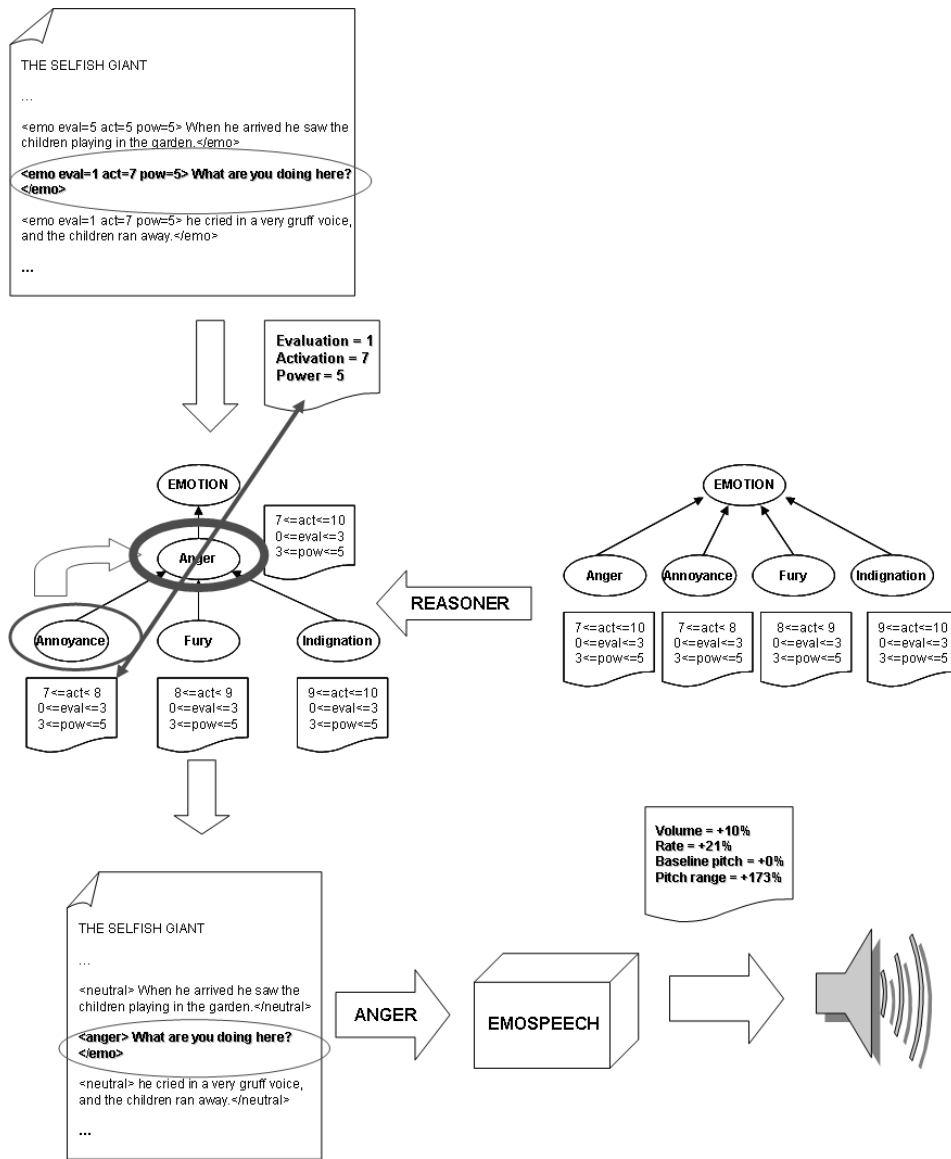 THE SELFISH GIANT
...
<emo eval=5 act=5 pow=5> When he arrived he saw the
children playing in the garden.</emo>
<emo eval=1 act=7 pow=5> What are you doing here?
</emo>
<emo eval=1 act=7 pow=5> he cried in a very gruff voice,
and the children ran away.</emo>
...
Evaluation = 1
Activation = 7
Power = 5
EMOTION
Anger
7<=act<=10
0<=eval<=3
3<=pow<=5
Annoyance
Fury
Indignation
7<=act< 8
0<=eval<=3
3<=pow<=5
8<=act< 9
0<=eval<=3
3<=pow<=5
9<=act<=10
0<=eval<=3
3<=pow<=5
REASONER
EMOTION
Anger
Annoyance
Fury
Indignation
7<=act<=10
0<=eval<=3
3<=pow<=5
7<=act< 8
0<=eval<=3
3<=pow<=5
8<=act< 9
0<=eval<=3
3<=pow<=5
9<=act<=10
0<=eval<=3
3<=pow<=5
THE SELFISH GIANT
...
<neutral> When he arrived he saw the
children playing in the garden.</neutral>
<anger> What are you doing here?
</emo>
<neutral> he cried in a very gruff voice,
and the children ran away.</neutral>
...
ANGER
EMOSPEECH
Volume = +10%
Rate = +21%
Baseline pitch = +0%
Pitch range = +173%